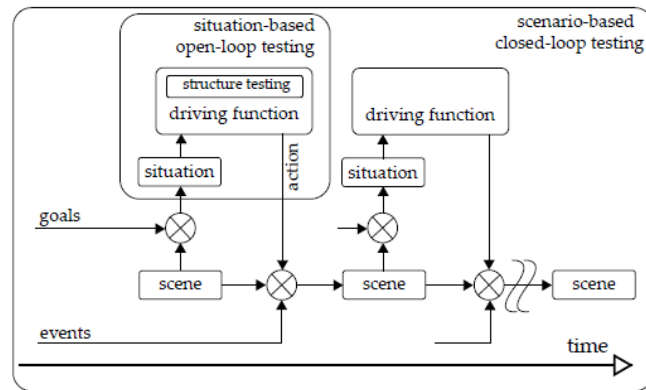 situation-based
open-loop testing
scenario-based
closed-loop testing
structure testing
driving function
driving function
action
situation
situation
goals
scene
scene
scene
events
time